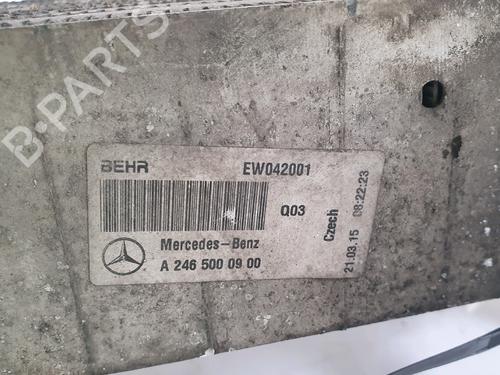 B-PARTS
BEHR EW042001
Q03
Czech
21.03.15 08:22:23
Mercedes-Benz
A 246 500 09 00